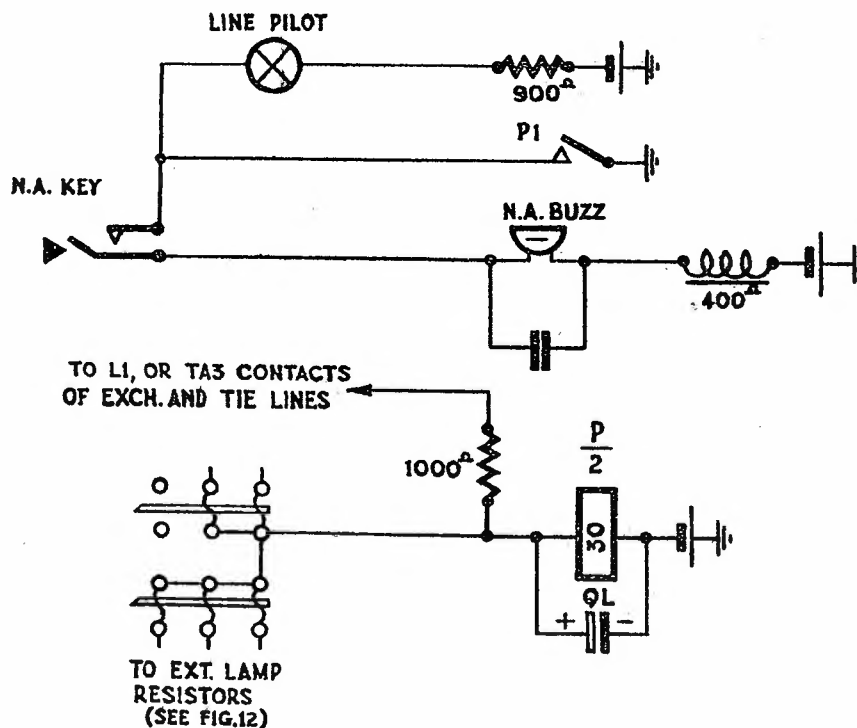 LINE PILOT
900Ω
P1
N.A. KEY
N.A. BUZZ
400Ω
TO L1, OR TA3 CONTACTS
OF EXCH. AND TIE LINES
1000Ω
P
2
30
QL
+ -
TO EXT. LAMP
RESISTORS
(SEE FIG.12)